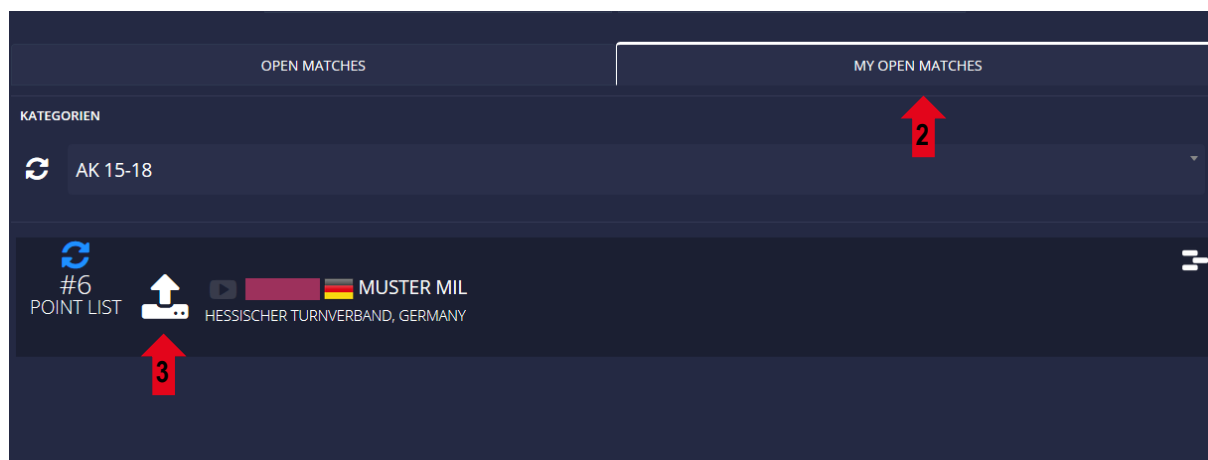 OPEN MATCHES
MY OPEN MATCHES
2
KATEGORIEN
AK 15-18
#6
POINT LIST
MUSTER MIL
HESSISCHER TURNVERBAND, GERMANY
3